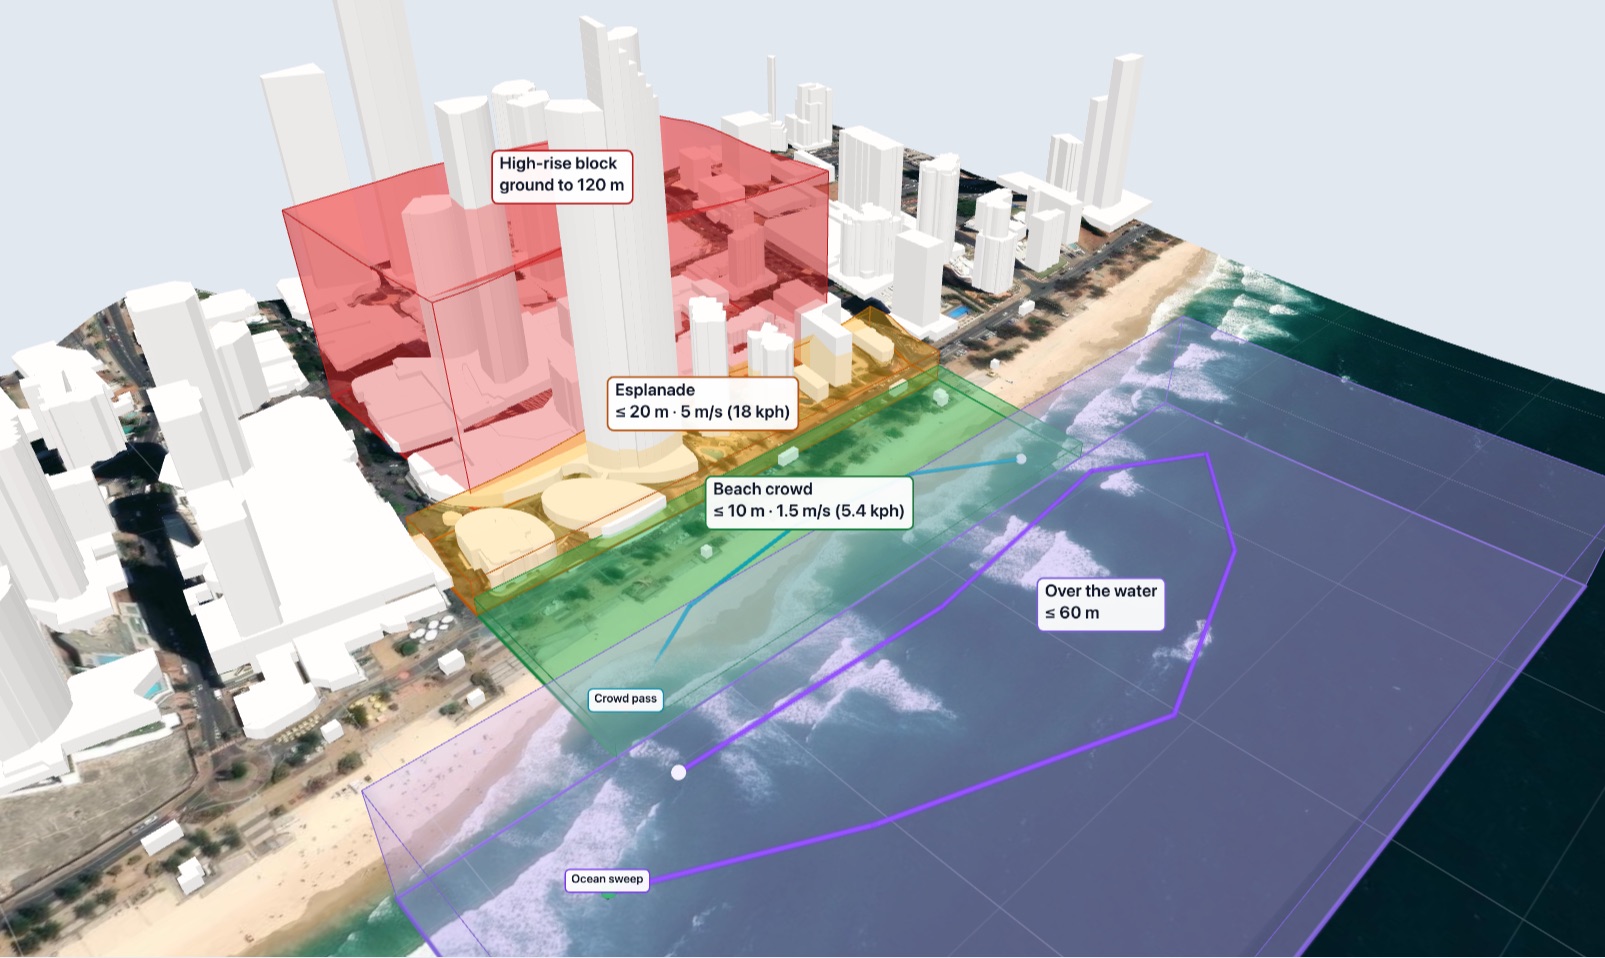 High-rise block
ground to 120 m
Esplanade
≤ 20 m · 5 m/s (18 kph)
Beach crowd
≤ 10 m · 1.5 m/s (5.4 kph)
Over the water
≤ 60 m
Crowd pass
Ocean sweep